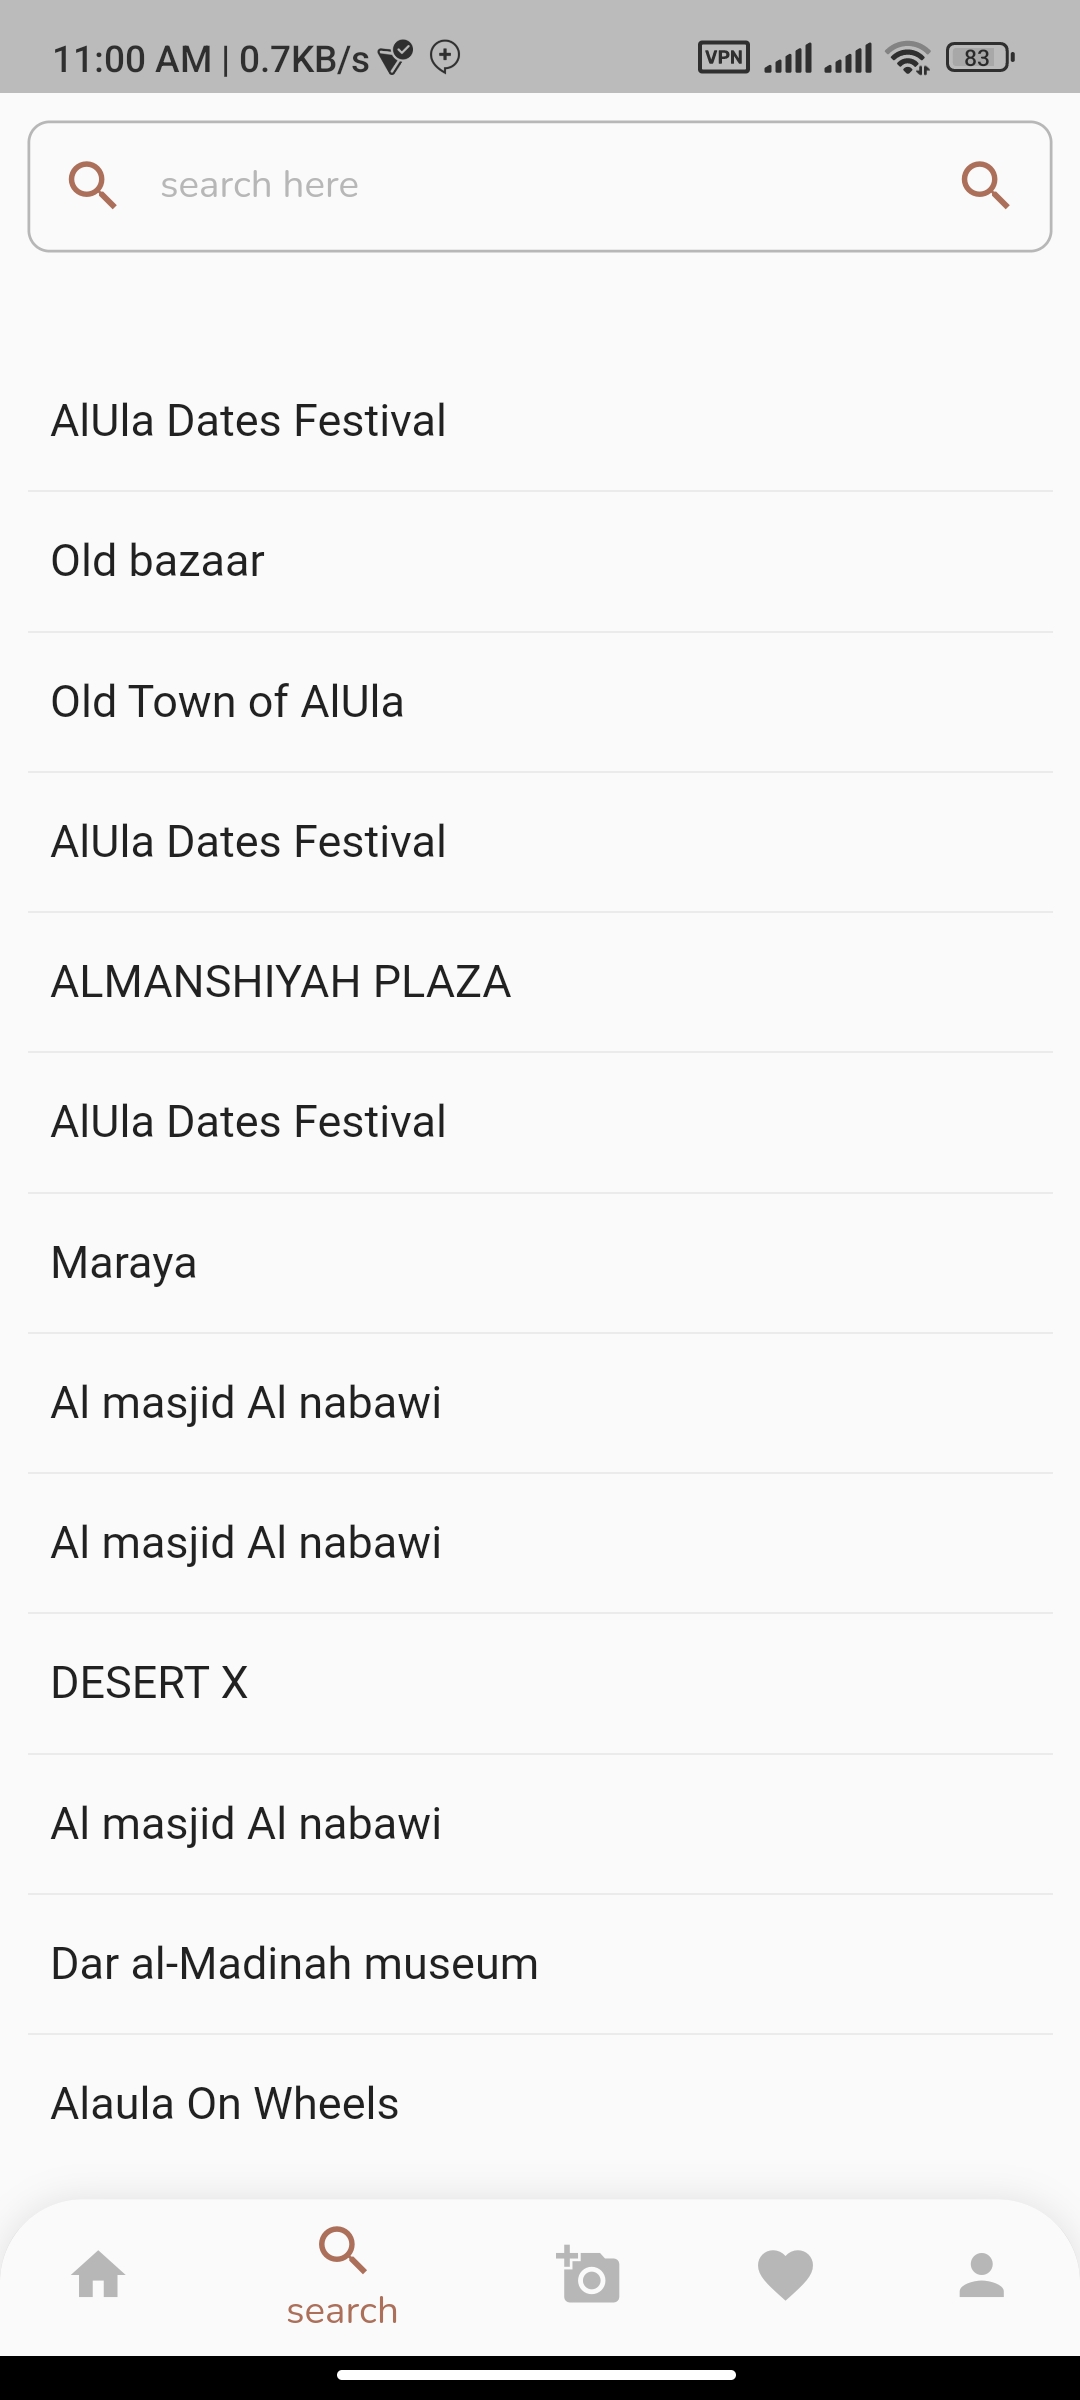 11:00 AM | 0.7KB/s VPN 83
search here
AlUla Dates Festival
Old bazaar
Old Town of AlUla
AlUla Dates Festival
ALMANSHIYAH PLAZA
AlUla Dates Festival
Maraya
Al masjid Al nabawi
Al masjid Al nabawi
DESERT X
Al masjid Al nabawi
Dar al-Madinah museum
Alaula On Wheels
search